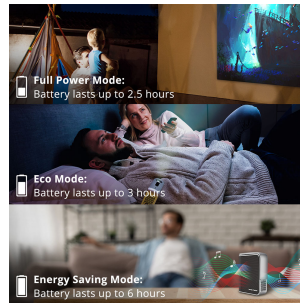 Full Power Mode:
Battery lasts up to 2.5 hours
Eco Mode:
Battery lasts up to 3 hours
Energy Saving Mode:
Battery lasts up to 6 hours